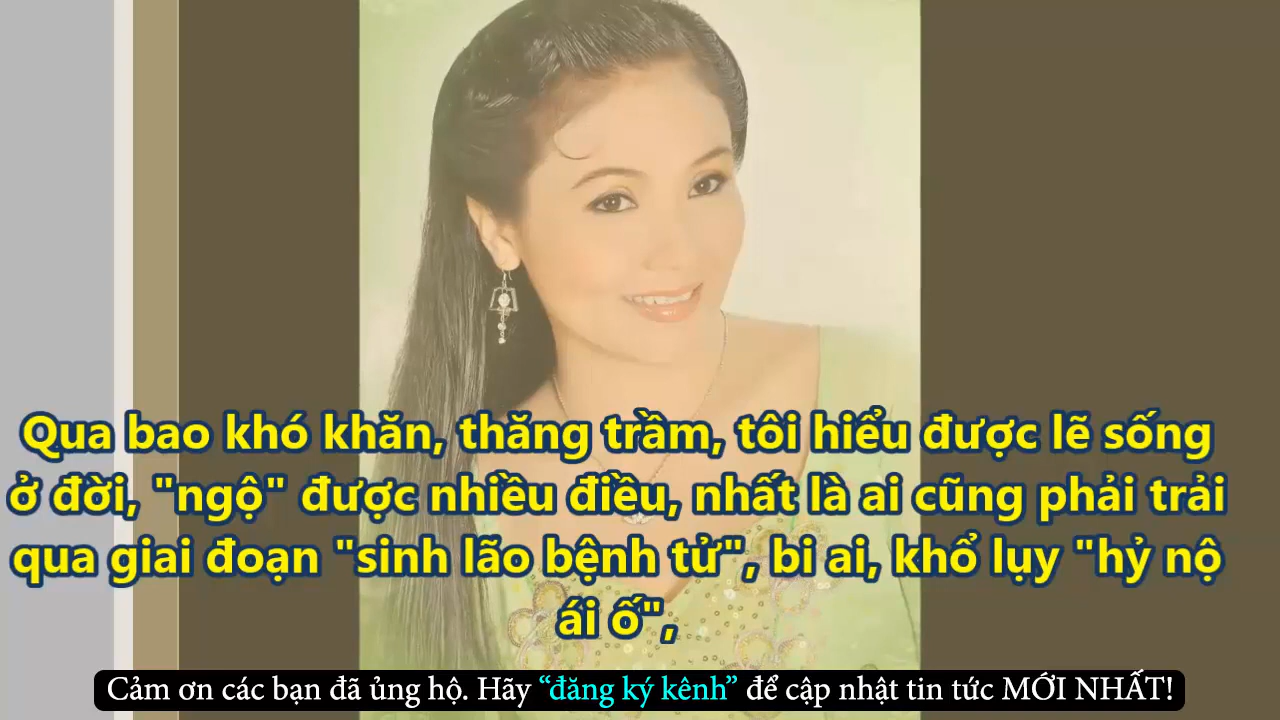 Qua bao khó khăn, thăng trầm, tôi hiểu được lẽ sống
ở đời, "ngộ" được nhiều điều, nhất là ai cũng phải trải
qua giai đoạn "sinh lão bệnh tử", bi ai, khổ lụy "hỷ nộ
ái ố",
Cảm ơn các bạn đã ủng hộ. Hãy “đăng ký kênh” để cập nhật tin tức MỚI NHẤT!